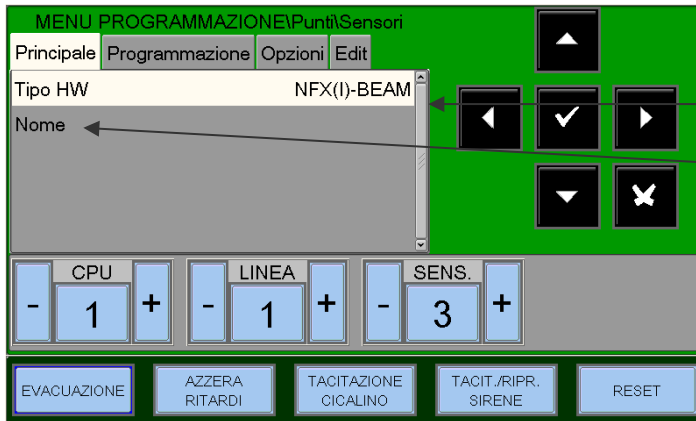 MENU PROGRAMMAZIONE\Punti\Sensori
Principale Programmazione Opzioni Edit
Tipo HW NFX(I)-BEAM
Nome
CPU LINEA SENS.
- 1 + - 1 + - 3 +
EVACUAZIONE
AZZERA
RITARDI
TACITAZIONE
CICALINO
TACIT./RIPR.
SIRENE
RESET